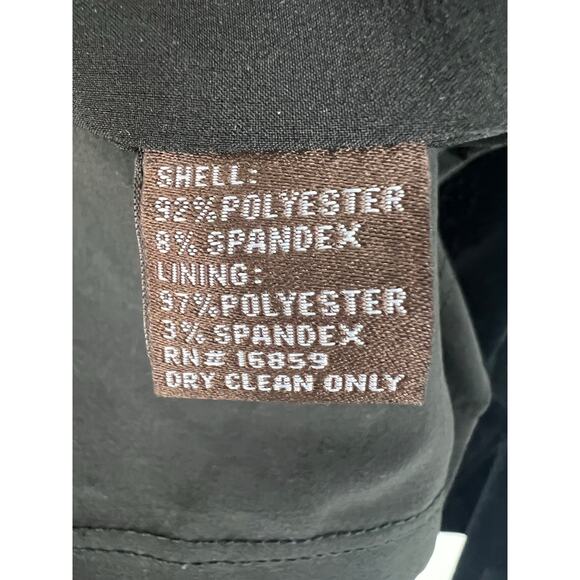 SHELL:
92% POLYESTER
8% SPANDEX
LINING:
97% POLYESTER
3% SPANDEX
RN# 16859
DRY CLEAN ONLY